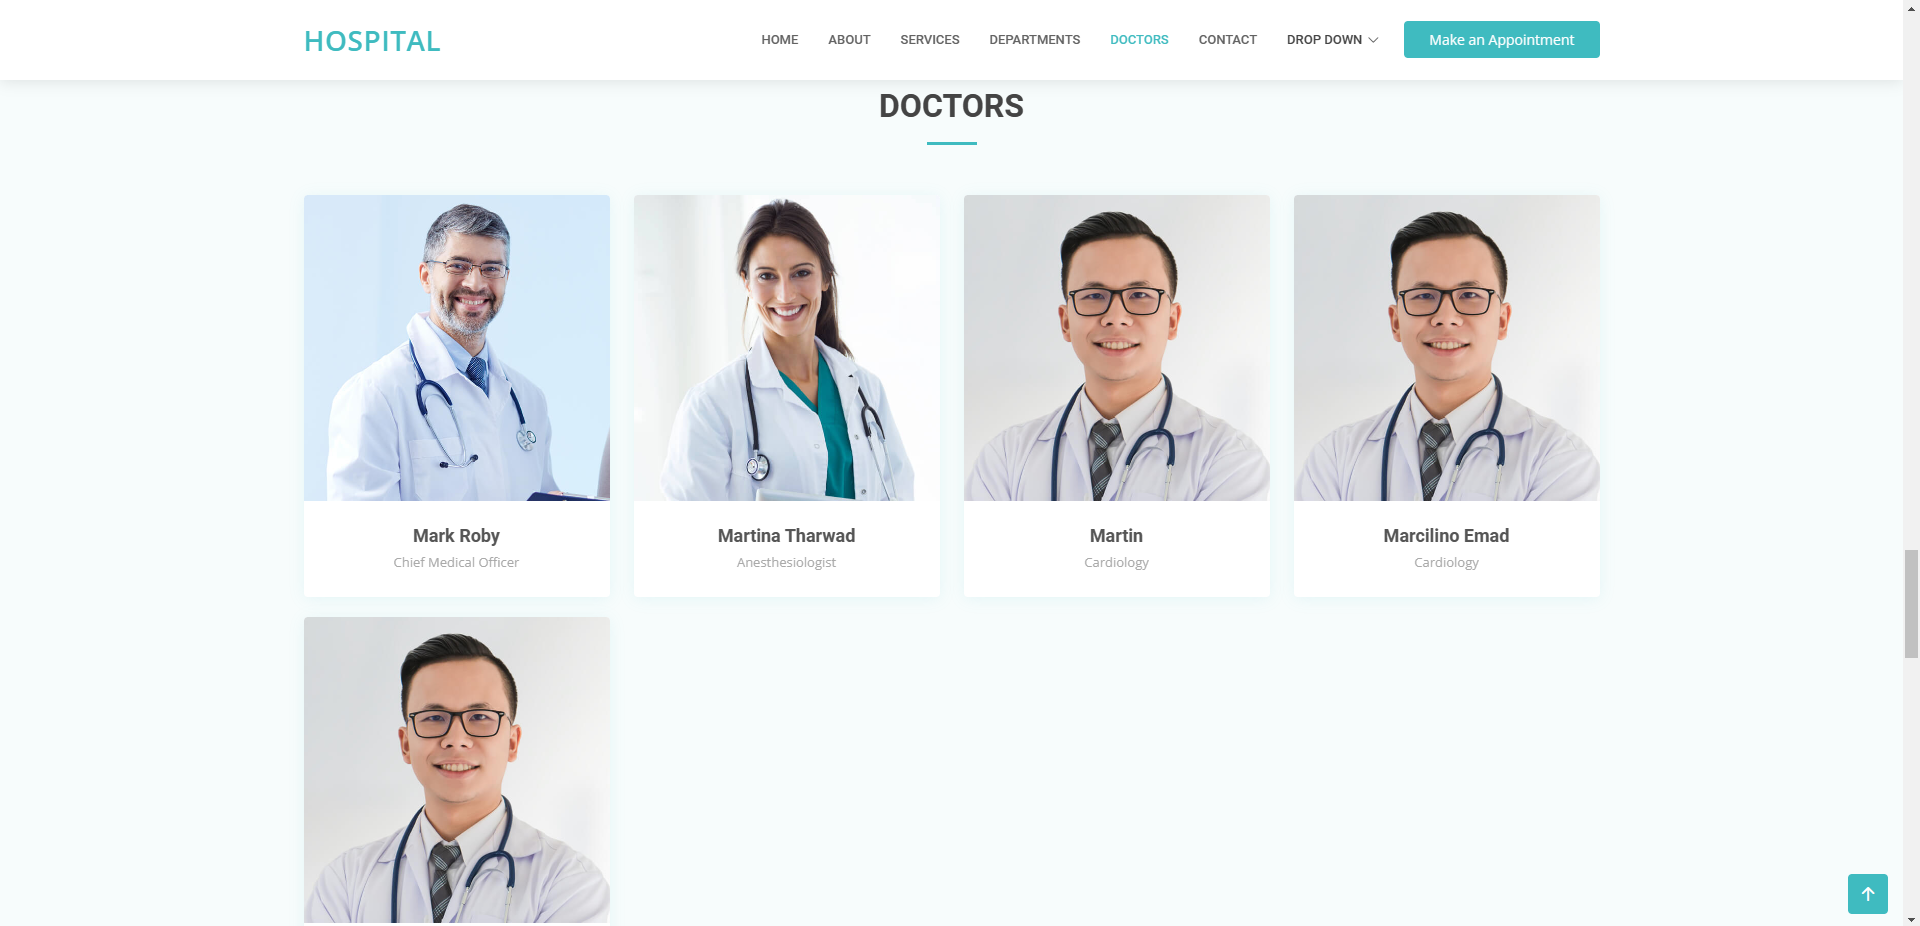 HOSPITAL
HOME ABOUT SERVICES DEPARTMENTS DOCTORS CONTACT DROP DOWN Make an Appointment
DOCTORS
Mark Roby
Chief Medical Officer
Martina Tharwad
Anesthesiologist
Martin
Cardiology
Marcilino Emad
Cardiology